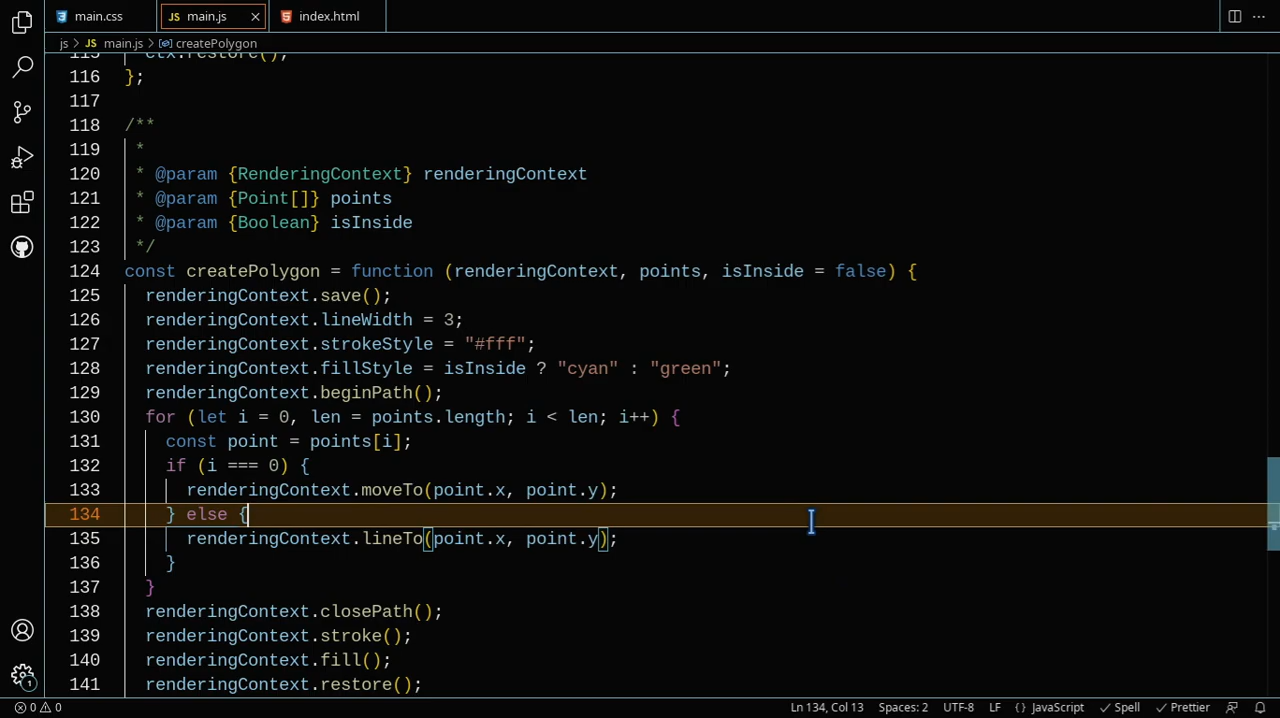 main.css
JS main.js
index.html
js > JS main.js > createPolygon
115 ctx.restore();
116 };
117
118 /**
119 *
120 * @param {RenderingContext} renderingContext
121 * @param {Point[]} points
122 * @param {Boolean} isInside
123 */
124 const createPolygon = function (renderingContext, points, isInside = false) {
125 renderingContext.save();
126 renderingContext.lineWidth = 3;
127 renderingContext.strokeStyle = "#fff";
128 renderingContext.fillStyle = isInside ? "cyan" : "green";
129 renderingContext.beginPath();
130 for (let i = 0, len = points.length; i < len; i++) {
131 const point = points[i];
132 if (i === 0) {
133 renderingContext.moveTo(point.x, point.y);
134 } else {
135 renderingContext.lineTo(point.x, point.y);
136 }
137 }
138 renderingContext.closePath();
139 renderingContext.stroke();
140 renderingContext.fill();
141 renderingContext.restore();
1
0 0 Ln 134, Col 13 Spaces: 2 UTF-8 LF {} JavaScript Spell Prettier